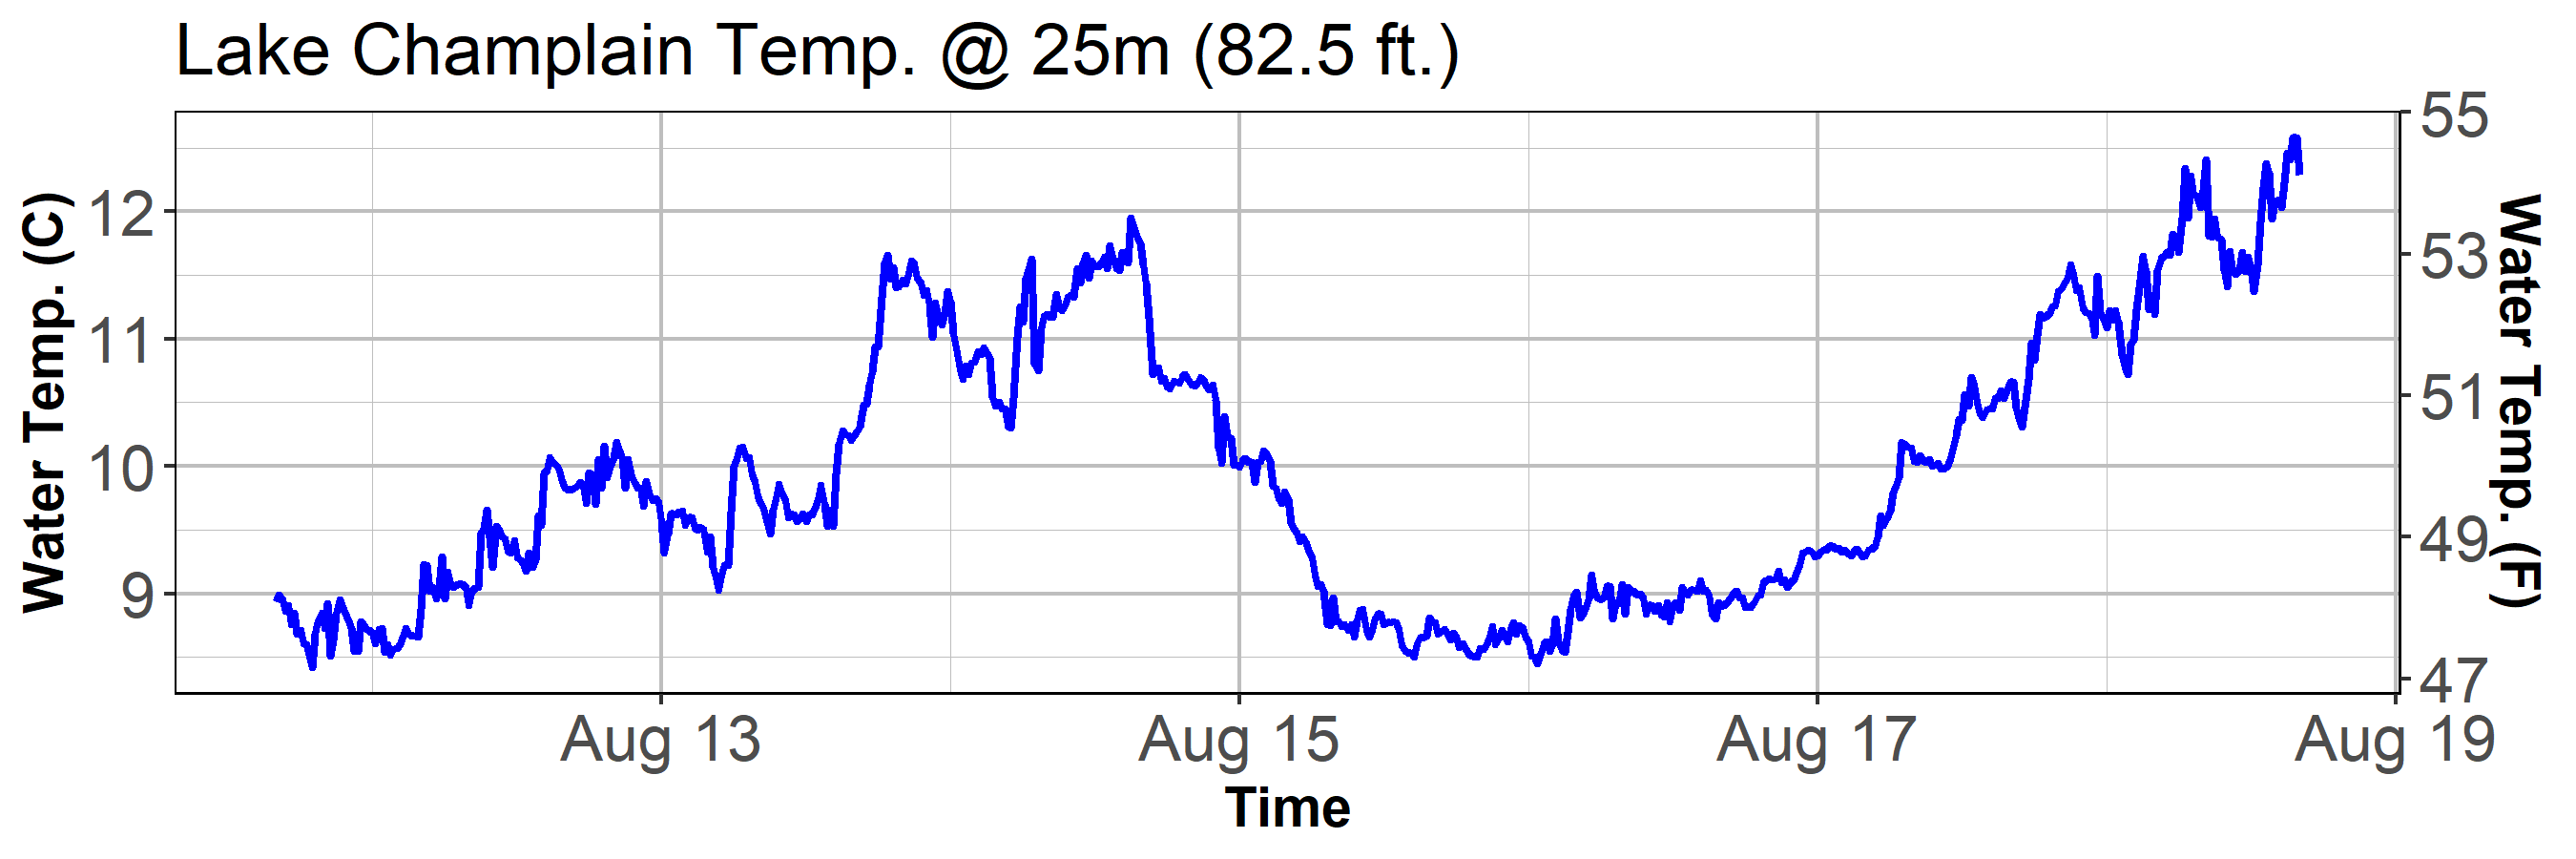 Lake Champlain Temp. @ 25m (82.5 ft.)
Water Temp. (C)
12
11
10
9
55
53
51
49
47
Water Temp. (F)
Aug 13 Aug 15 Aug 17 Aug 19
Time